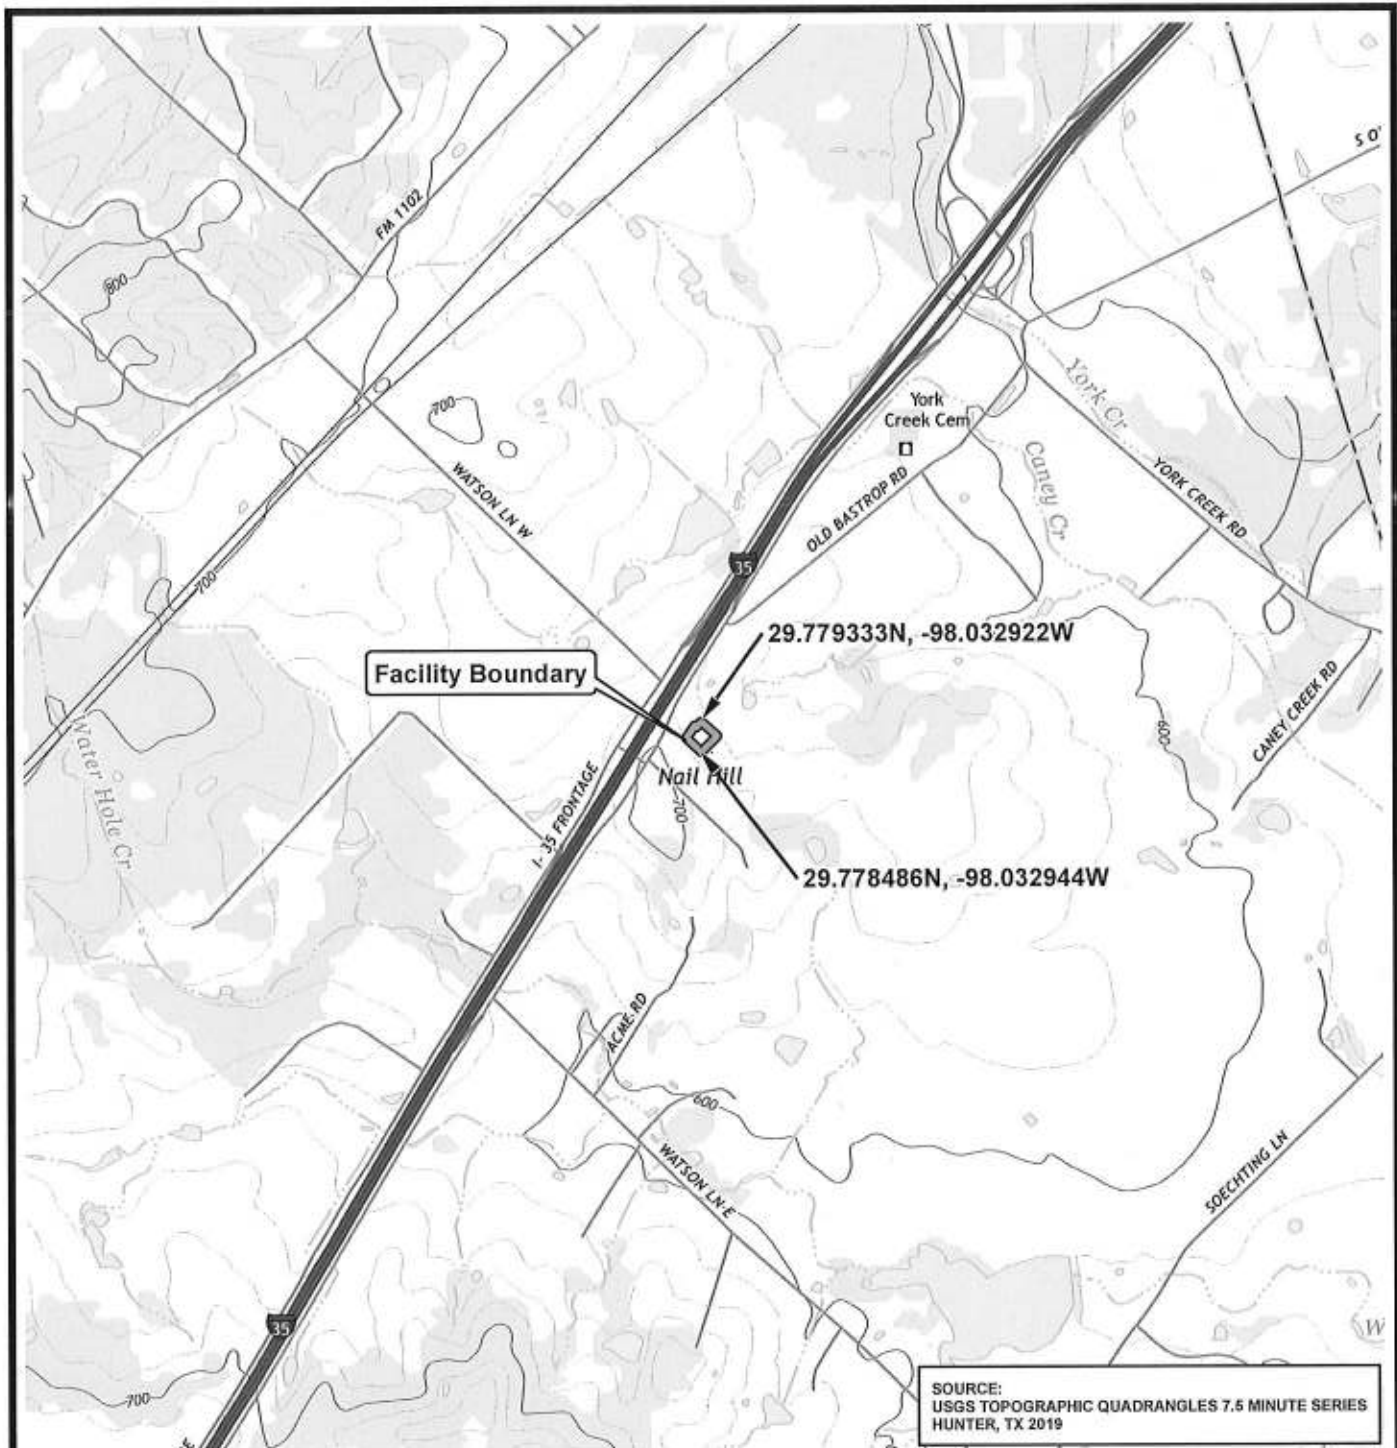 S O'
FM 1102
800
York Cr
700
York
Creek Cem
Caney Cr
WATSON LN W
YORK CREEK RD
OLD BASTROP RD
35
700
29.779333N, -98.032922W
Facility Boundary
CANEY CREEK RD
600
Water Hole Cr
Nail Hill
I- 35 FRONTAGE
700
29.778486N, -98.032944W
ACME RD
600
WATSON LN E
SOECHTING LN
35
W
700
SOURCE:
USGS TOPOGRAPHIC QUADRANGLES 7.5 MINUTE SERIES
HUNTER, TX 2019